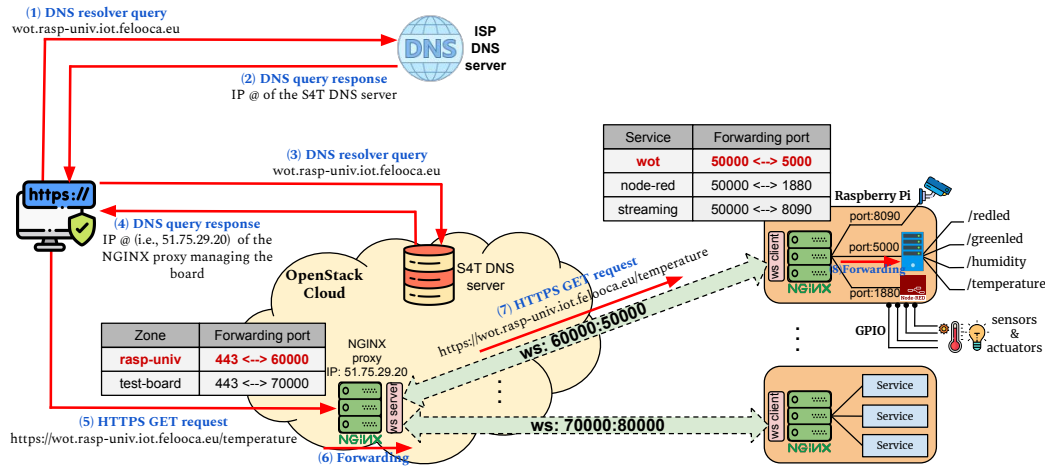 (1) DNS resolver query
wot.rasp-univ.iot.felooca.eu
DNS
ISP
DNS
server
(2) DNS query response
IP @ of the S4T DNS server
(3) DNS resolver query
wot.rasp-univ.iot.felooca.eu
https://
(4) DNS query response
IP @ (i.e., 51.75.29.20) of the
NGINX proxy managing the
board
OpenStack
Cloud
S4T DNS
server
Service Forwarding port
wot 50000 <--> 5000
node-red 50000 <--> 1880
streaming 50000 <--> 8090
Raspberry Pi
port:8090
port:5000
8)Forwarding
port:1880
ws client
NGINX
Node-RED
/redled
/greenled
/humidity
/temperature
GPIO
sensors
&
actuators
(7) HTTPS GET request
https://wot.rasp-univ.iot.felooca.eu/temperature
ws: 60000:50000
Zone Forwarding port
rasp-univ 443 <--> 60000
test-board 443 <--> 70000
NGINX
proxy
IP: 51.75.29.20
ws server
NGINX
(5) HTTPS GET request
https://wot.rasp-univ.iot.felooca.eu/temperature
(6) Forwarding
ws: 70000:80000
ws client
NGINX
Service
Service
Service